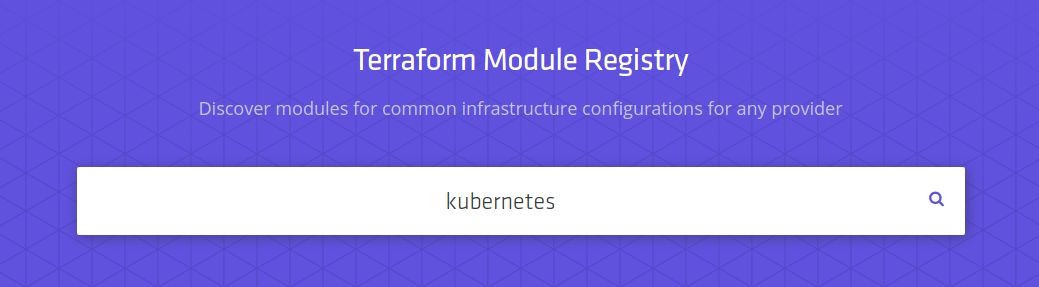 Terraform Module Registry
Discover modules for common infrastructure configurations for any provider
kubernetes